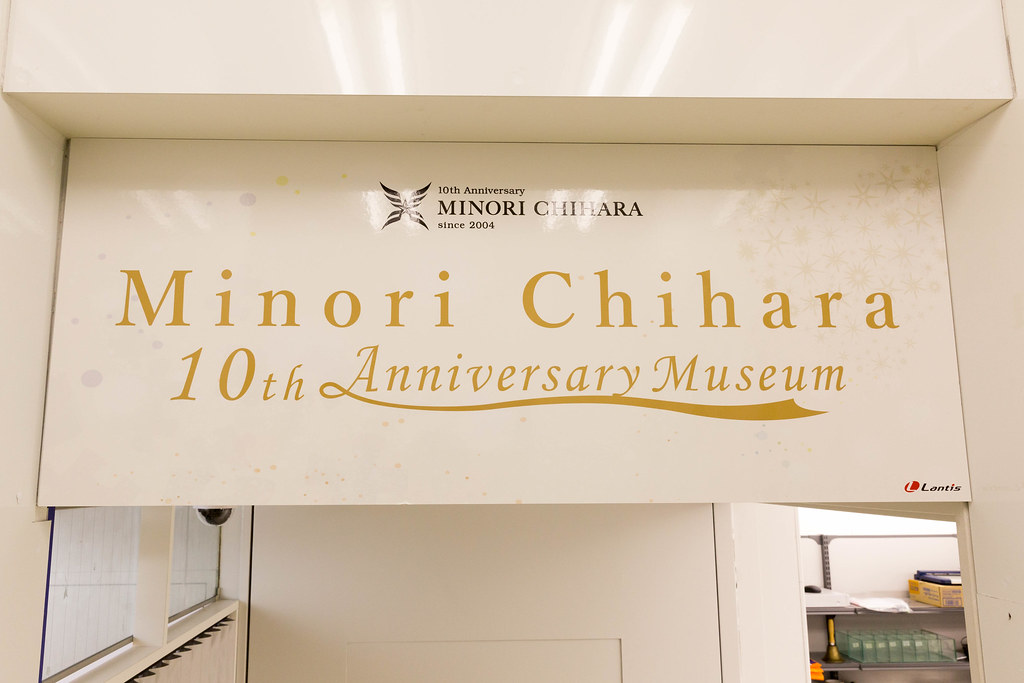 10th Anniversary
MINORI CHIHARA
since 2004
Minori Chihara
10th Anniversary Museum
Lantis